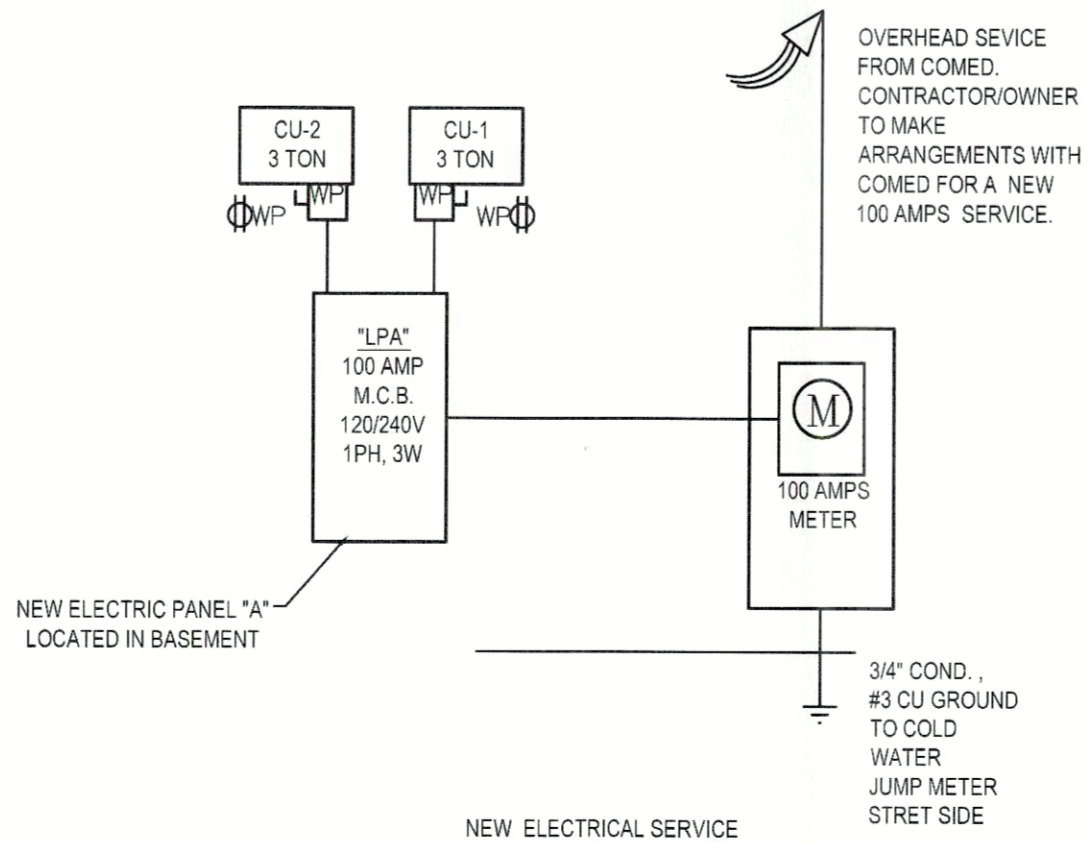 OVERHEAD SEVICE
FROM COMED.
CONTRACTOR/OWNER
TO MAKE
ARRANGEMENTS WITH
COMED FOR A NEW
100 AMPS SERVICE.
CU-2
3 TON
CU-1
3 TON
WP
WP
WP
WP
"LPA"
100 AMP
M.C.B.
120/240V
1PH, 3W
M
100 AMPS
METER
NEW ELECTRIC PANEL "A"
LOCATED IN BASEMENT
3/4" COND. ,
#3 CU GROUND
TO COLD
WATER
JUMP METER
STRET SIDE
NEW ELECTRICAL SERVICE